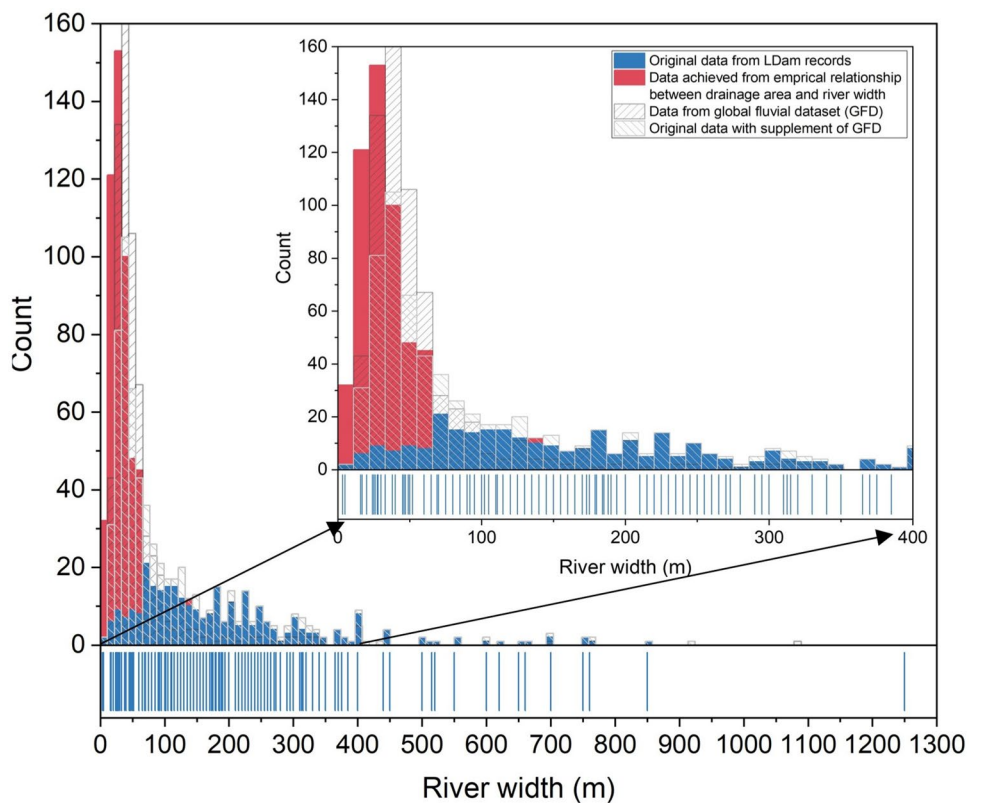 160
140
120
100
80
60
40
20
0
Count
0 100 200 300 400 500 600 700 800 900 1000 1100 1200 1300
River width (m)
160
140
120
100
80
60
40
20
0
Count
0 100 200 300 400
River width (m)
Original data from LDam records
Data achieved from emprical relationship
between drainage area and river width
Data from global fluvial dataset (GFD)
Original data with supplement of GFD